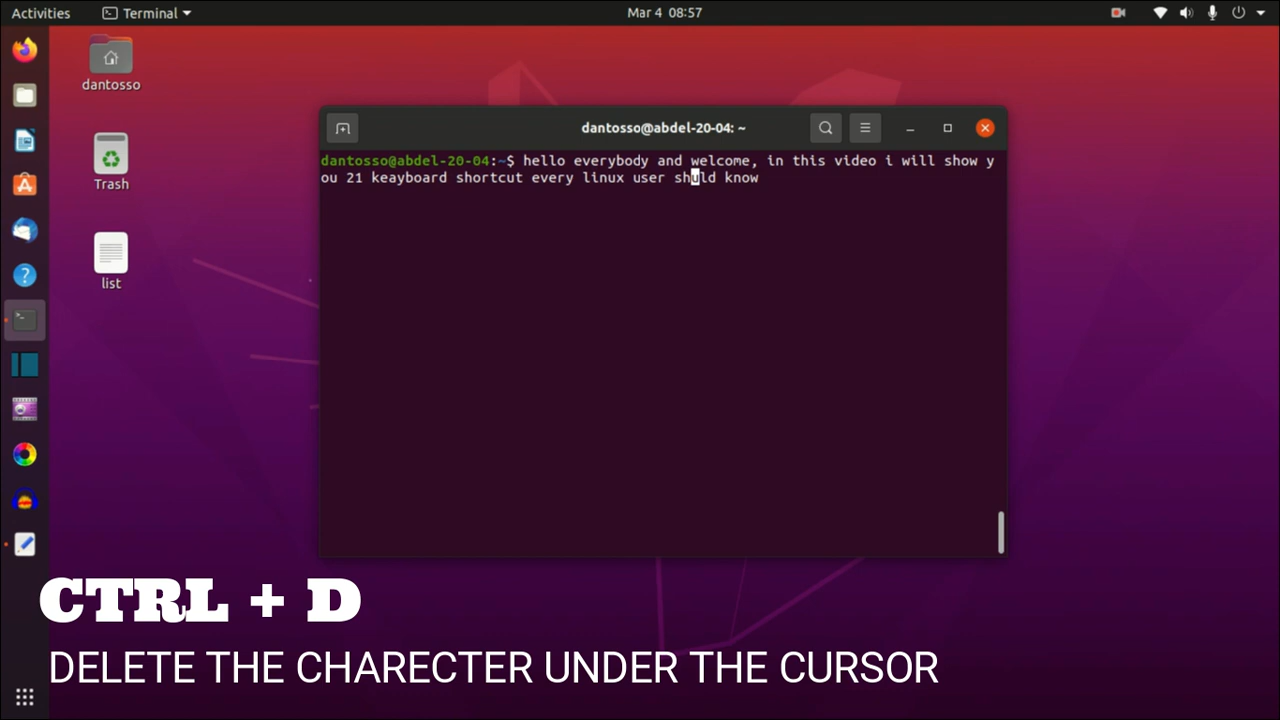 Activities Terminal Mar 4 08:57
dantosso
Trash
list
dantosso@abdel-20-04: ~
dantosso@abdel-20-04:~$ hello everybody and welcome, in this video i will show y
ou 21 keayboard shortcut every linux user shuld know
CTRL + D
DELETE THE CHARECTER UNDER THE CURSOR